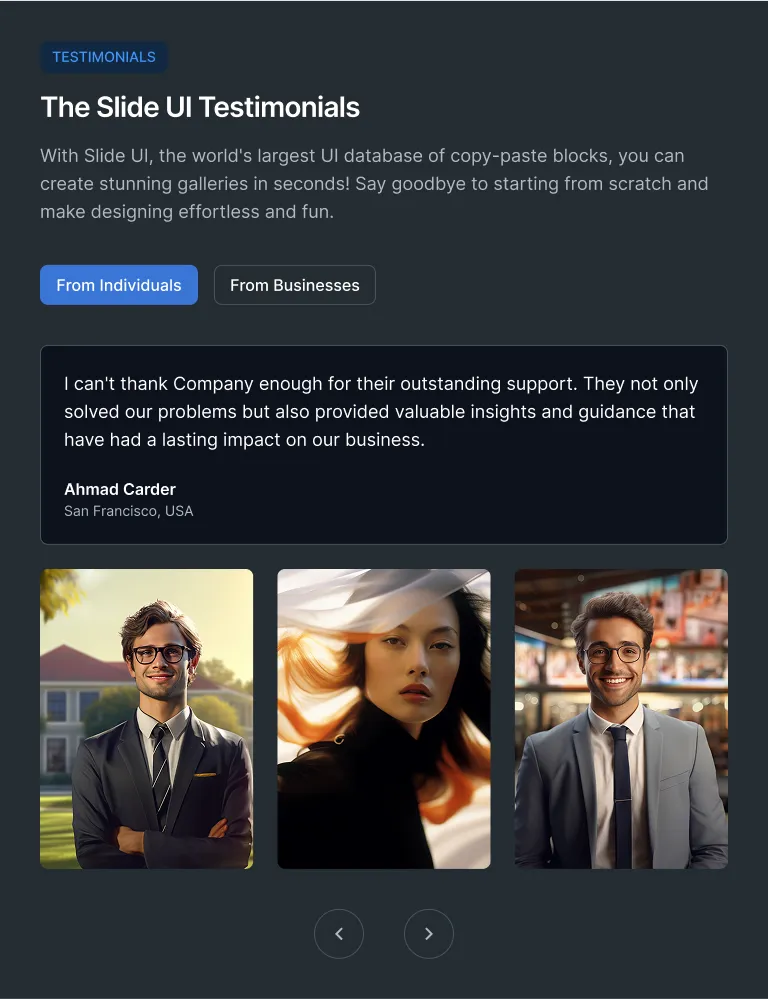 TESTIMONIALS
The Slide UI Testimonials
With Slide UI, the world's largest UI database of copy-paste blocks, you can
create stunning galleries in seconds! Say goodbye to starting from scratch and
make designing effortless and fun.
From Individuals
From Businesses
I can't thank Company enough for their outstanding support. They not only
solved our problems but also provided valuable insights and guidance that
have had a lasting impact on our business.
Ahmad Carder
San Francisco, USA